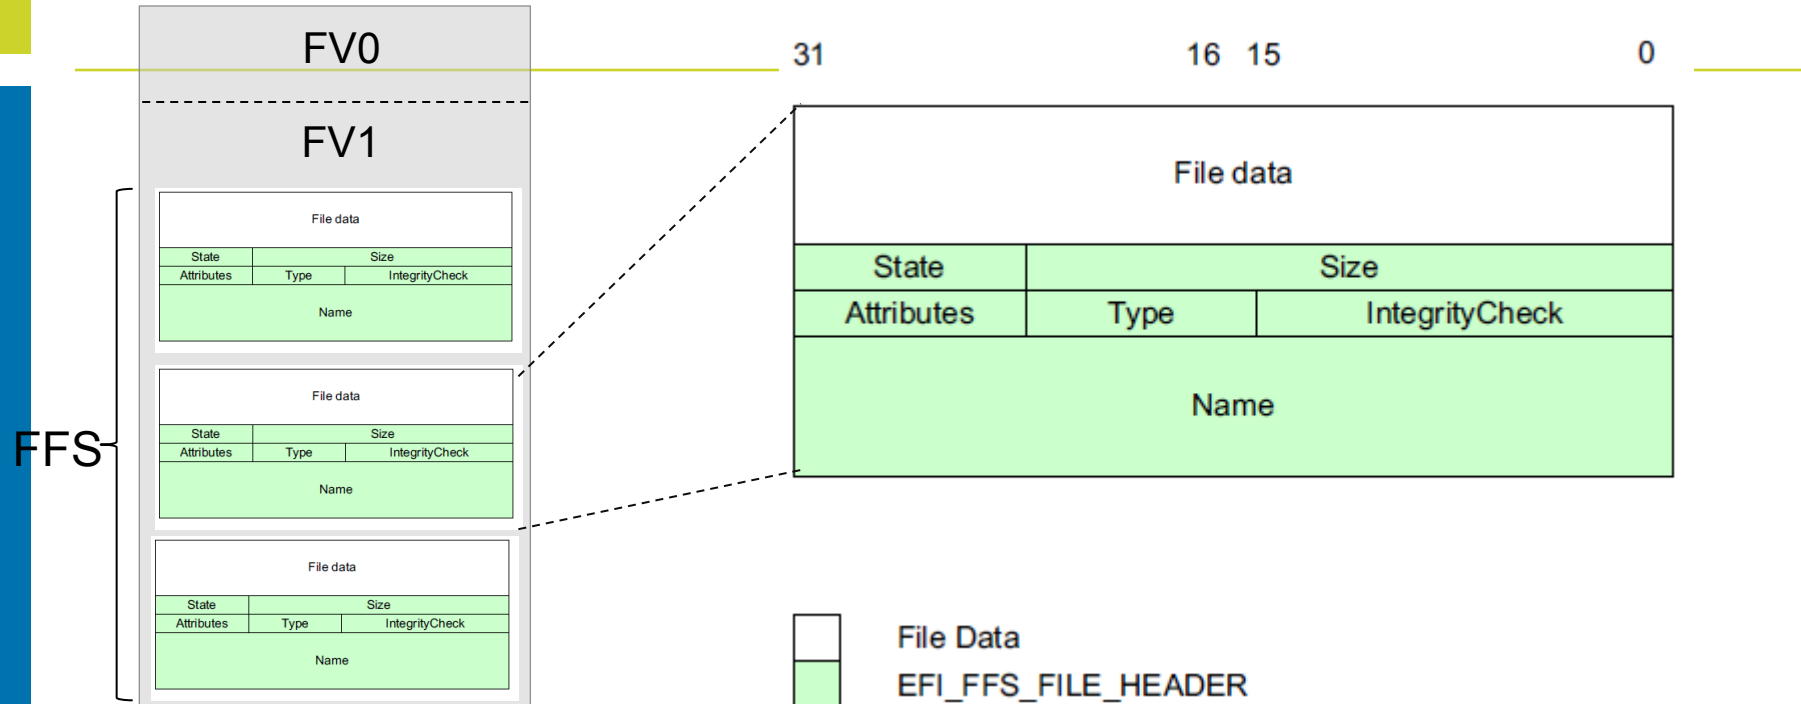 FV0
FV1
FFS
File data
State Size
Attributes Type IntegrityCheck
Name
File data
State Size
Attributes Type IntegrityCheck
Name
File data
State Size
Attributes Type IntegrityCheck
Name
31 16 15 0
File data
State Size
Attributes Type IntegrityCheck
Name
File Data
EFI_FFS_FILE_HEADER